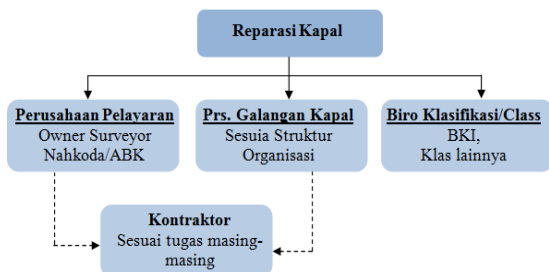 Reparasi Kapal
Perusahaan Pelayaran
Owner Surveyor
Nahkoda/ABK
Prs. Galangan Kapal
Sesuia Struktur
Organisasi
Biro Klasifikasi/Class
BKI,
Klas lainnya
Kontraktor
Sesuai tugas masing-
masing